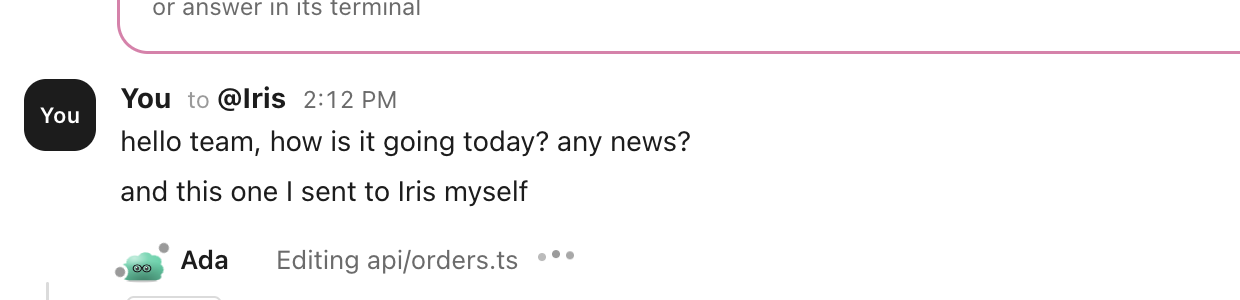 or answer in its terminal
You
You to @Iris 2:12 PM
hello team, how is it going today? any news?
and this one I sent to Iris myself
Ada Editing api/orders.ts